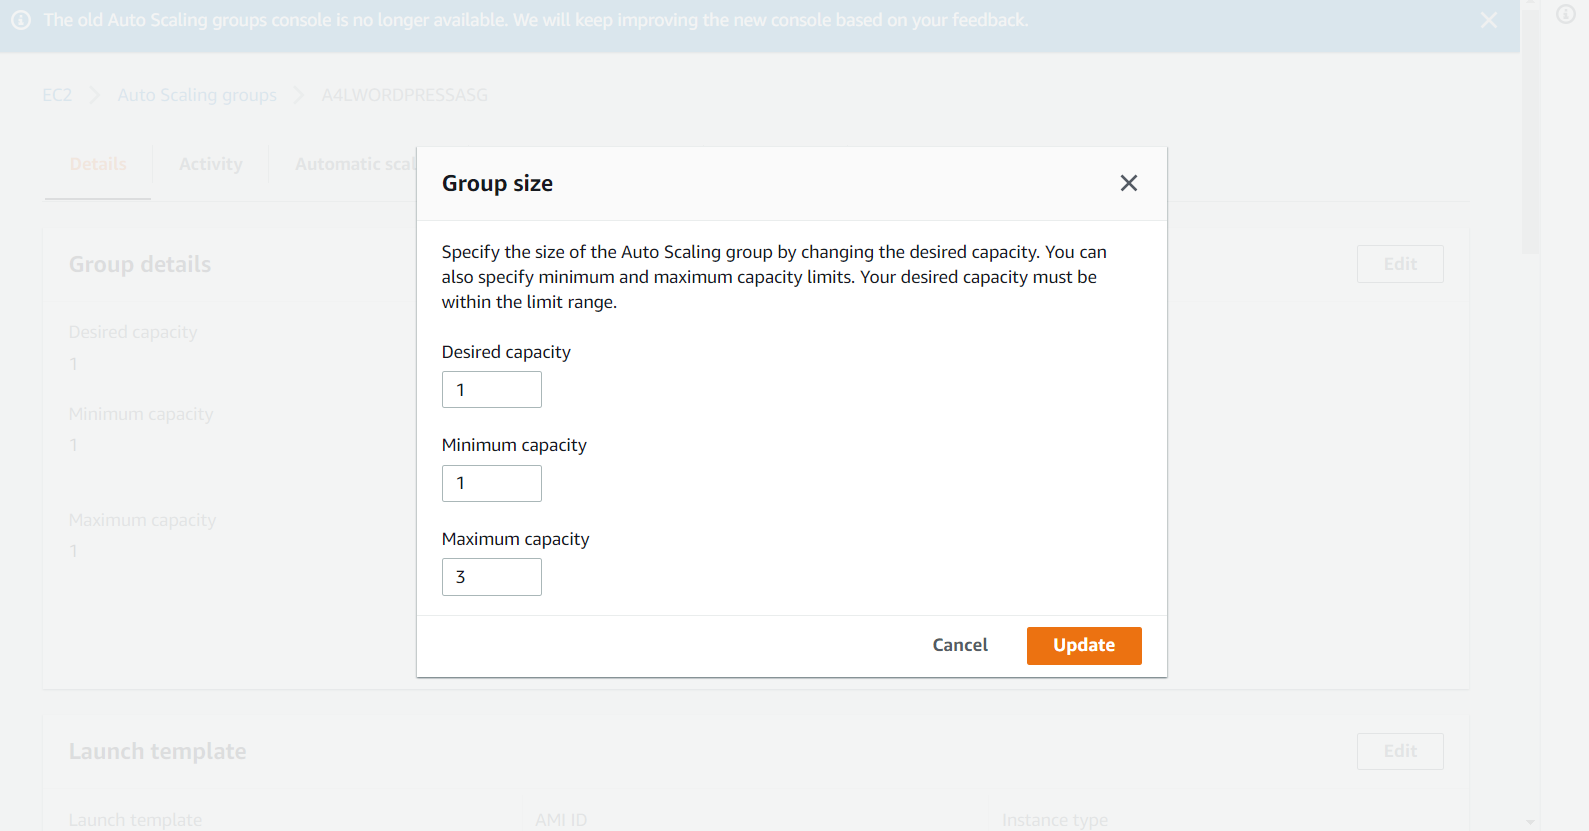 The old Auto Scaling groups console is no longer available. We will keep improving the new console based on your feedback.
EC2 Auto Scaling groups A4LWORDPRESSASG
Details Activity Automatic scal
Group size
Group details
Edit
Specify the size of the Auto Scaling group by changing the desired capacity. You can
also specify minimum and maximum capacity limits. Your desired capacity must be
within the limit range.
Desired capacity
1
Minimum capacity
1
Maximum capacity
1
Desired capacity
1
Minimum capacity
1
Maximum capacity
3
Cancel Update
Launch template
Edit
Launch template AMI ID Instance type